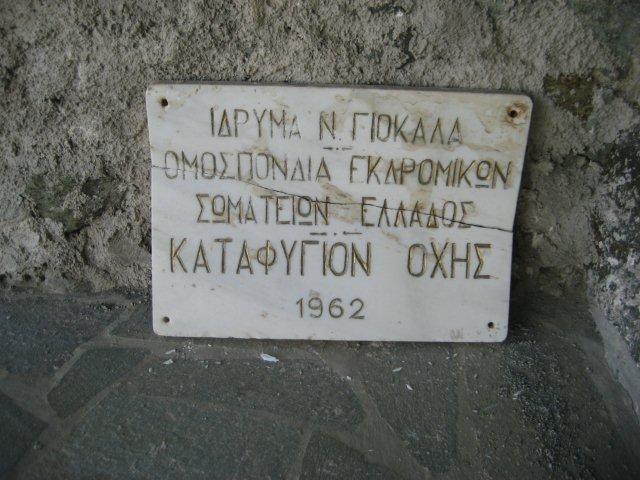 ΙΔΡΥΜΑ Ν. ΓΙΟΚΑΛΑ
ΟΜΟΣΠΟΝΔΙΑ ΕΚΔΡΟΜΙΚΩΝ
ΣΩΜΑΤΕΙΩΝ ΕΛΛΑΔΟΣ
ΚΑΤΑΦΥΓΙΟΝ ΟΧΗΣ
1962